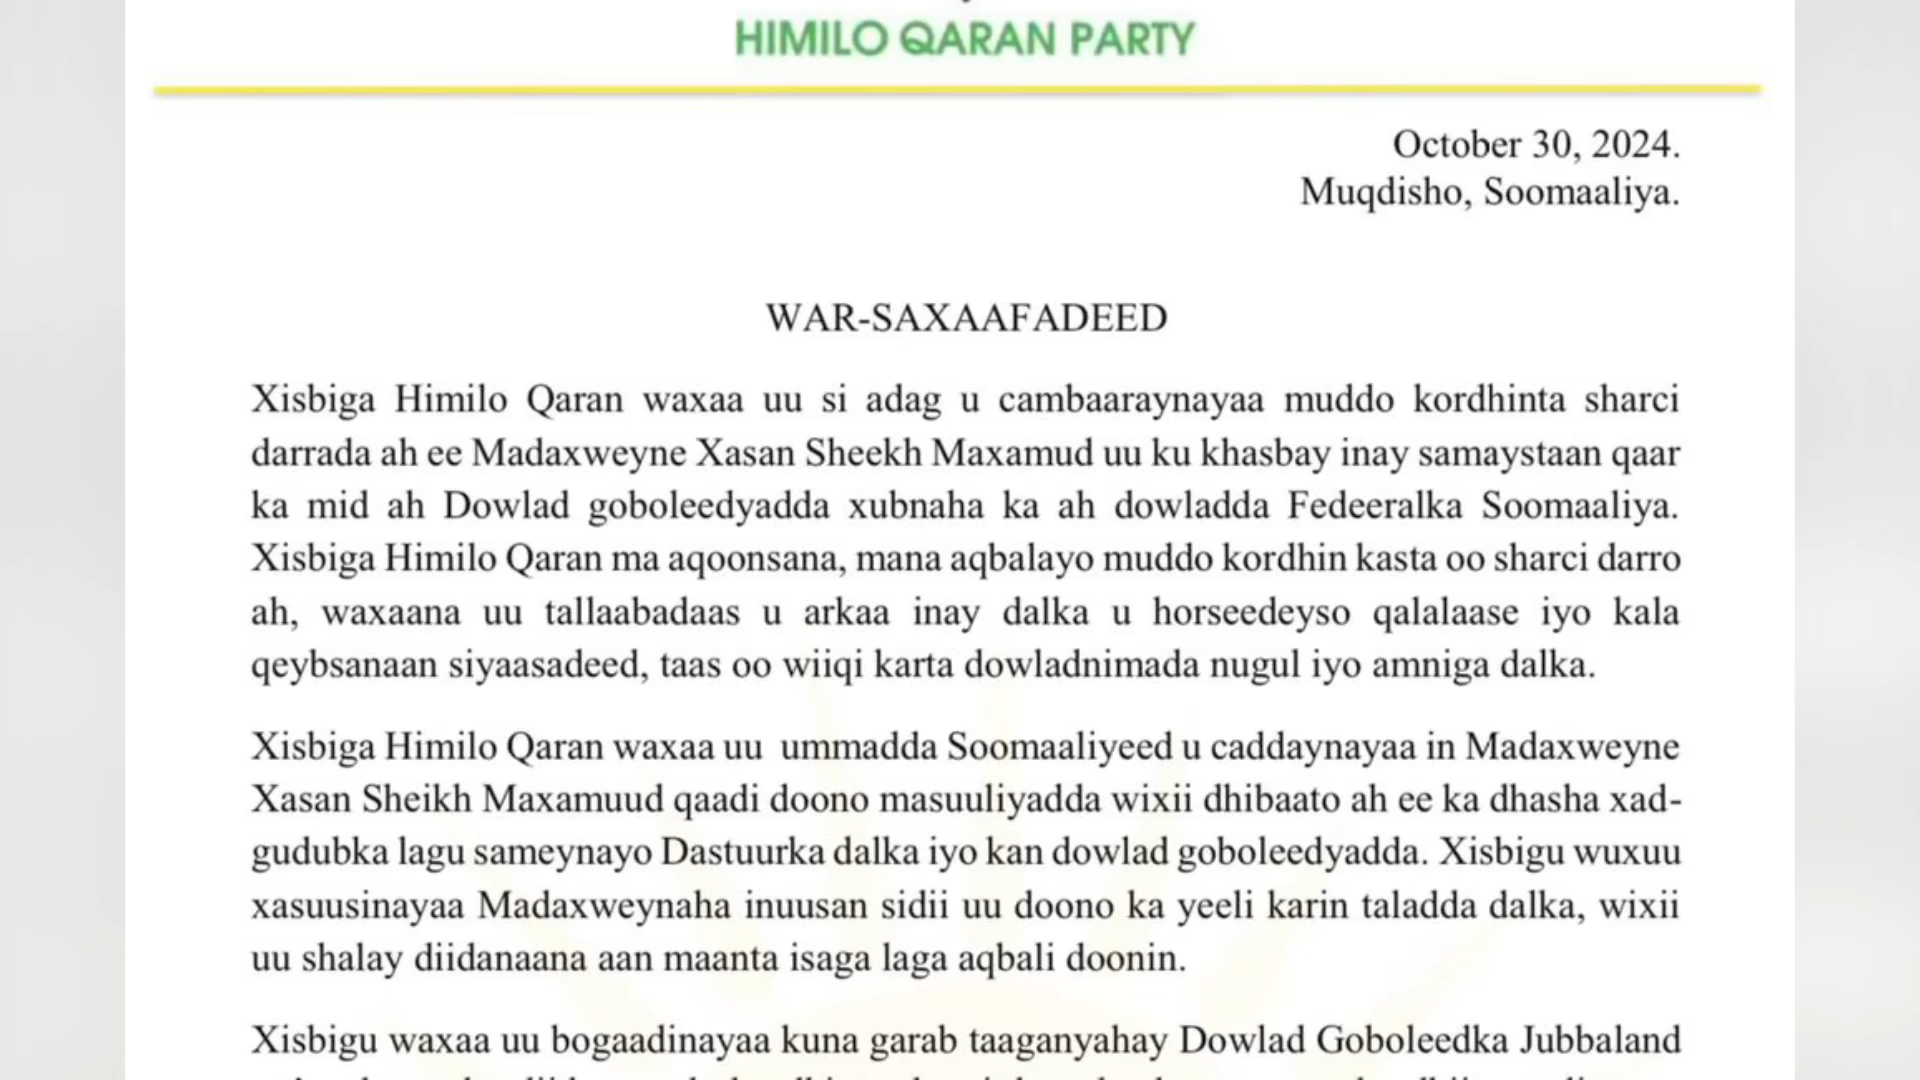 HIMILO QARAN PARTY
October 30, 2024.
Muqdisho, Soomaaliya.
WAR-SAXAAFADEED
Xisbiga Himilo Qaran waxaa uu si adag u cambaaraynayaa muddo kordhinta sharci
darrada ah ee Madaxweyne Xasan Sheekh Maxamud uu ku khasbay inay samaystaan qaar
ka mid ah Dowlad goboleedyadda xubnaha ka ah dowladda Fedeeralka Soomaaliya.
Xisbiga Himilo Qaran ma aqoonsana, mana aqbalayo muddo kordhin kasta oo sharci darro
ah, waxaana uu tallaabadaas u arkaa inay dalka u horseedeyso qalalaase iyo kala
qeybsanaan siyaasadeed, taas oo wiiqi karta dowladnimada nugul iyo amniga dalka.
Xisbiga Himilo Qaran waxaa uu ummadda Soomaaliyeed u caddaynayaa in Madaxweyne
Xasan Sheikh Maxamuud qaadi doono masuuliyadda wixii dhibaato ah ee ka dhasha xad-
gudubka lagu sameynayo Dastuurka dalka iyo kan dowlad goboleedyadda. Xisbigu wuxuu
xasuusinayaa Madaxweynaha inuusan sidii uu doono ka yeeli karin taladda dalka, wixii
uu shalay diidanaana aan maanta isaga laga aqbali doonin.
Xisbigu waxaa uu bogaadinayaa kuna garab taaganyahay Dowlad Goboleedka Jubbaland